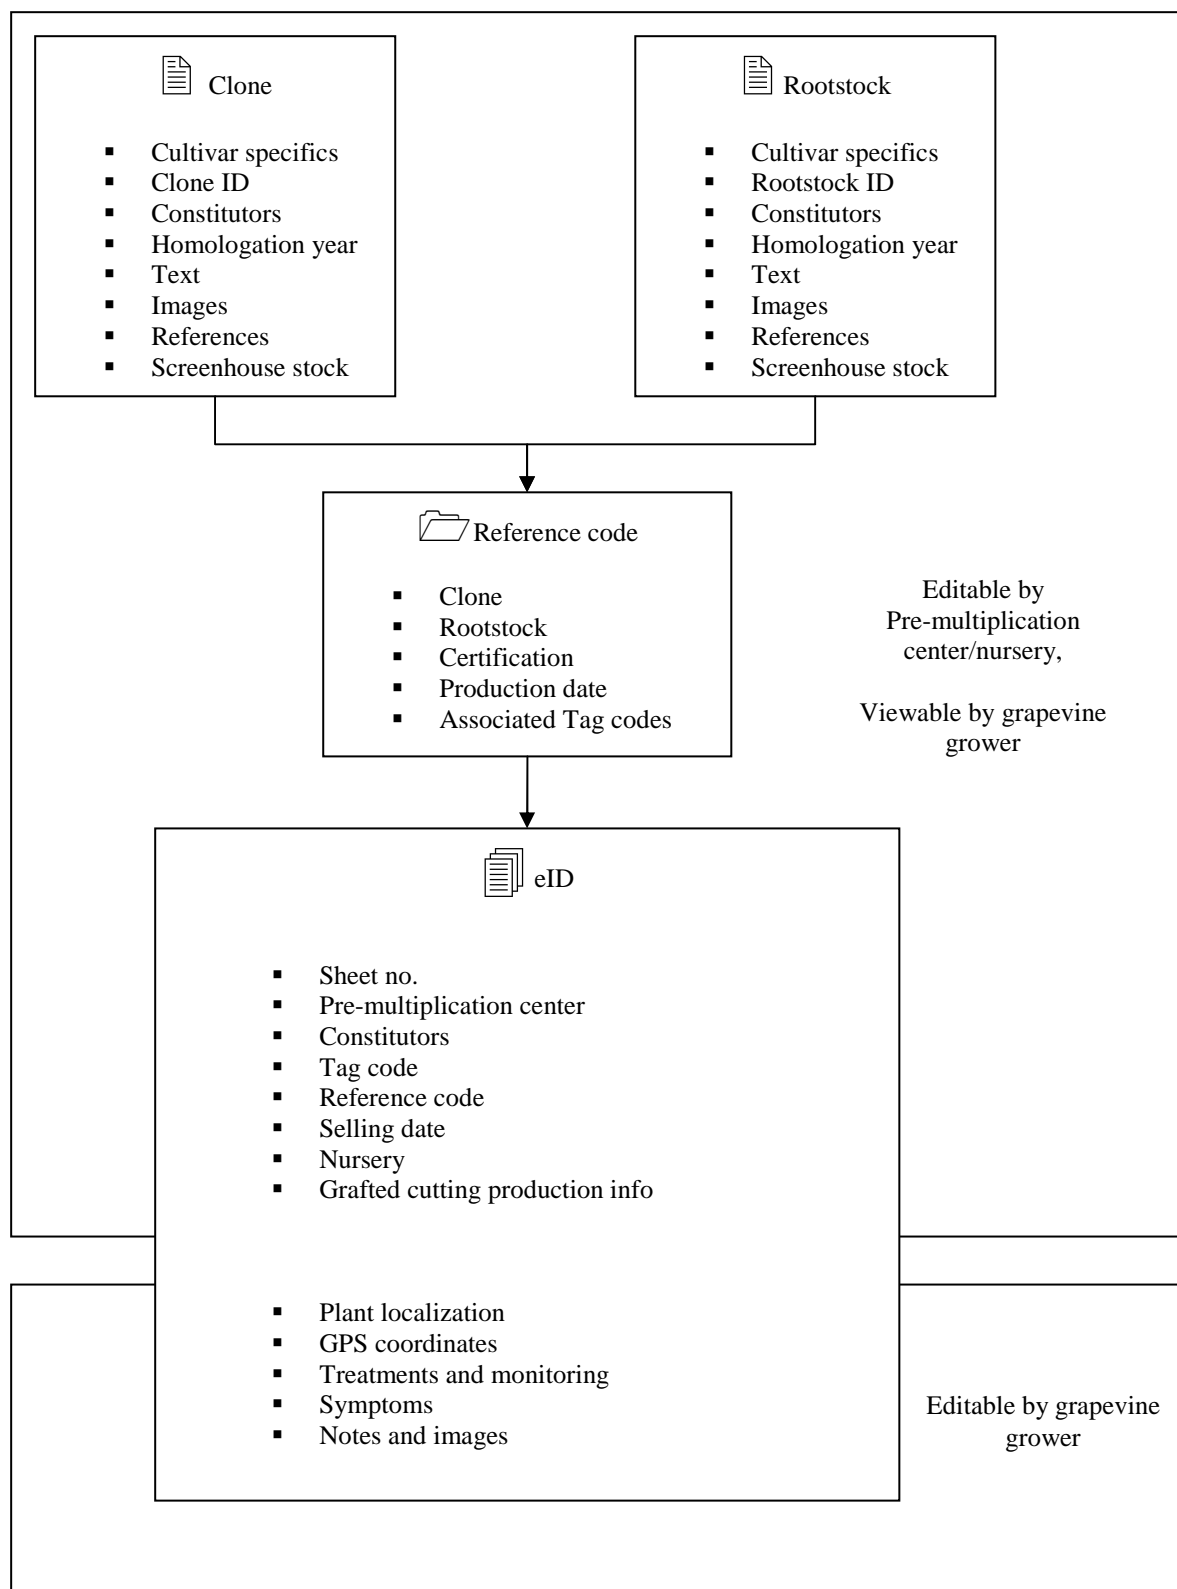 Clone
▪ Cultivar specifics
▪ Clone ID
▪ Constitutors
▪ Homologation year
▪ Text
▪ Images
▪ References
▪ Screenhouse stock
Rootstock
▪ Cultivar specifics
▪ Rootstock ID
▪ Constitutors
▪ Homologation year
▪ Text
▪ Images
▪ References
▪ Screenhouse stock
Reference code
▪ Clone
▪ Rootstock
▪ Certification
▪ Production date
▪ Associated Tag codes
Editable by
Pre-multiplication
center/nursery,
Viewable by grapevine
grower
eID
▪ Sheet no.
▪ Pre-multiplication center
▪ Constitutors
▪ Tag code
▪ Reference code
▪ Selling date
▪ Nursery
▪ Grafted cutting production info
▪ Plant localization
▪ GPS coordinates
▪ Treatments and monitoring
▪ Symptoms
▪ Notes and images
Editable by grapevine
grower